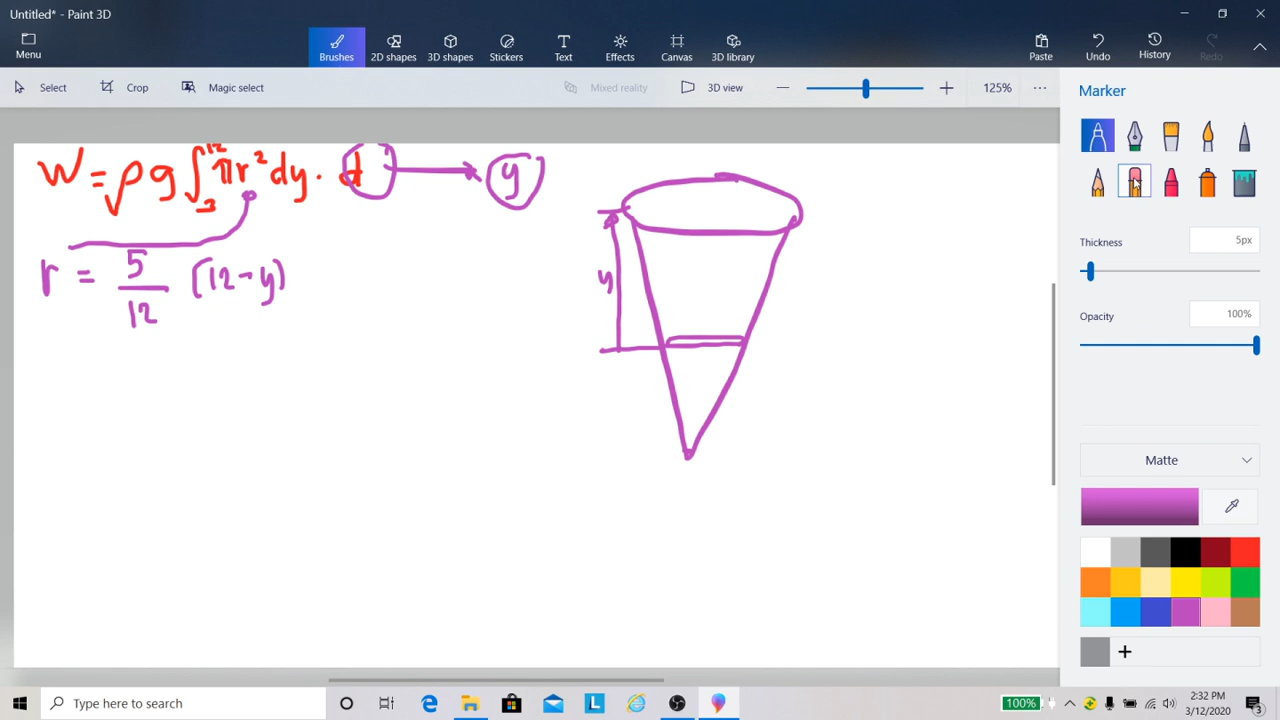 Untitled* - Paint 3D
Menu
Brushes
2D shapes
3D shapes
Stickers
Text
Effects
Canvas
3D library
Paste
Undo
History
Redo
Select
Crop
Magic select
Mixed reality
3D view
125%
Marker
Thickness
5px
Opacity
100%
Matte
W = ρg ∫₃¹² πr² dy · d → y
r = 5/12 (12-y)
y
Type here to search
100%
2:32 PM
3/12/2020
3